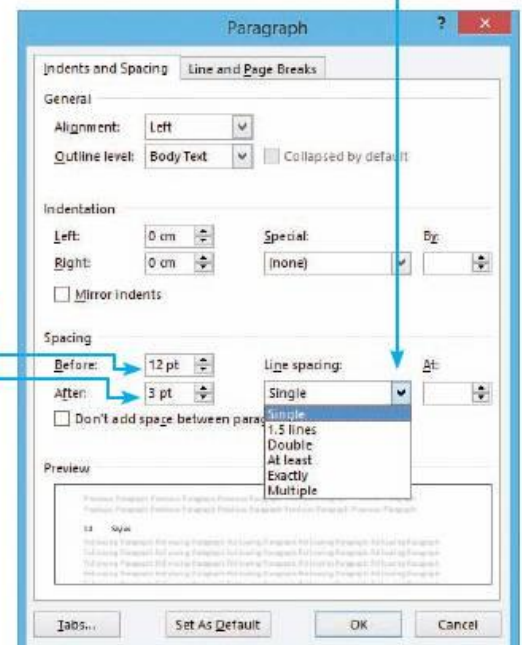 Paragraph ?
Indents and Spacing Line and Page Breaks
General
Alignment: Left
Outline level: Body Text Collapsed by default
Indentation
Left: 0 cm Special: By:
Right: 0 cm (none)
Mirror indents
Spacing
Before: 12 pt Line spacing: At:
After: 3 pt Single
Don't add space between parag
Single
1.5 lines
Double
At least
Exactly
Multiple
Preview
Styles
Tabs... Set As Default OK Cancel